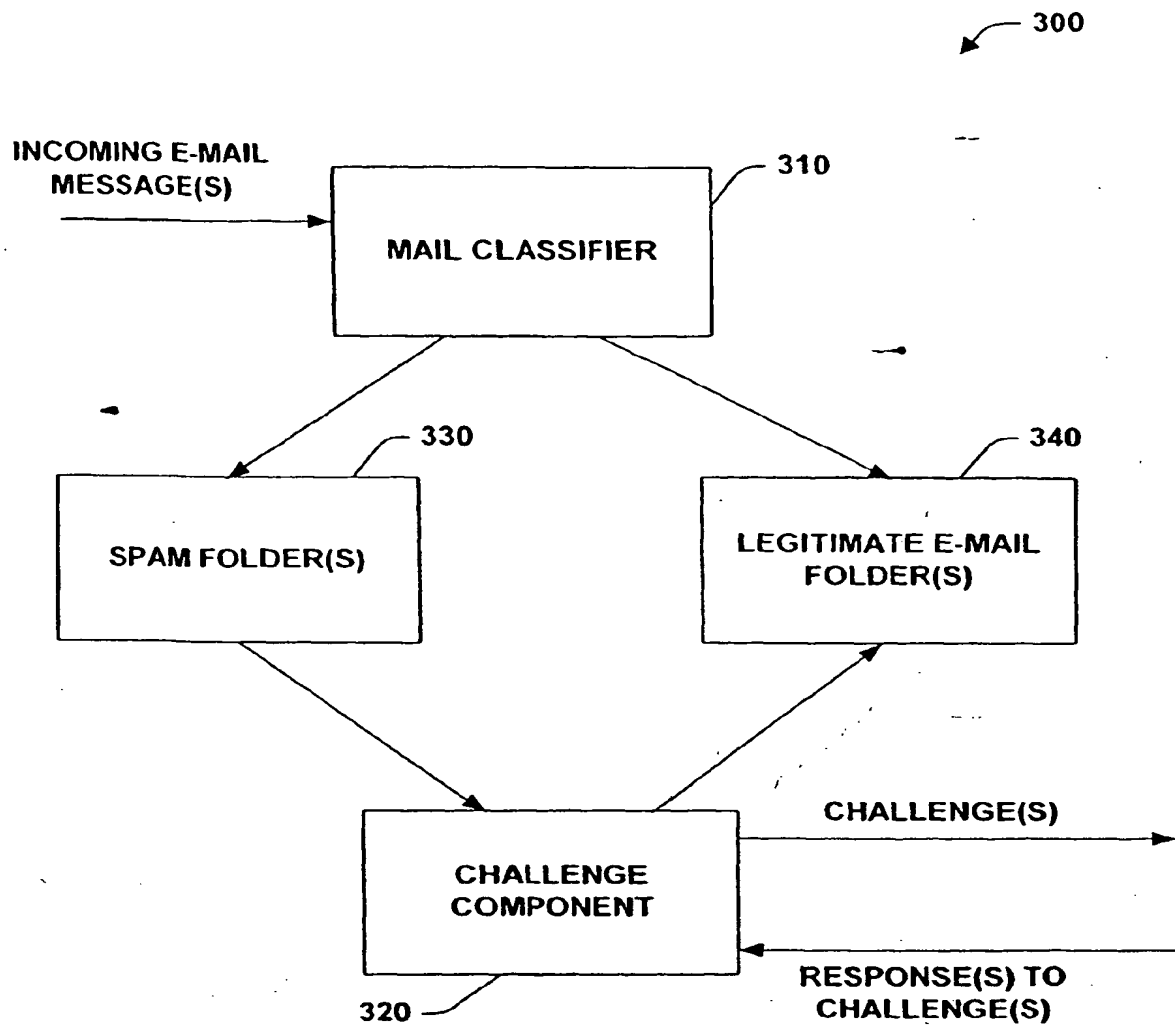 300
INCOMING E-MAIL
MESSAGE(S)
310
MAIL CLASSIFIER
330
340
SPAM FOLDER(S)
LEGITIMATE E-MAIL
FOLDER(S)
CHALLENGE(S)
CHALLENGE
COMPONENT
RESPONSE(S) TO
CHALLENGE(S)
320